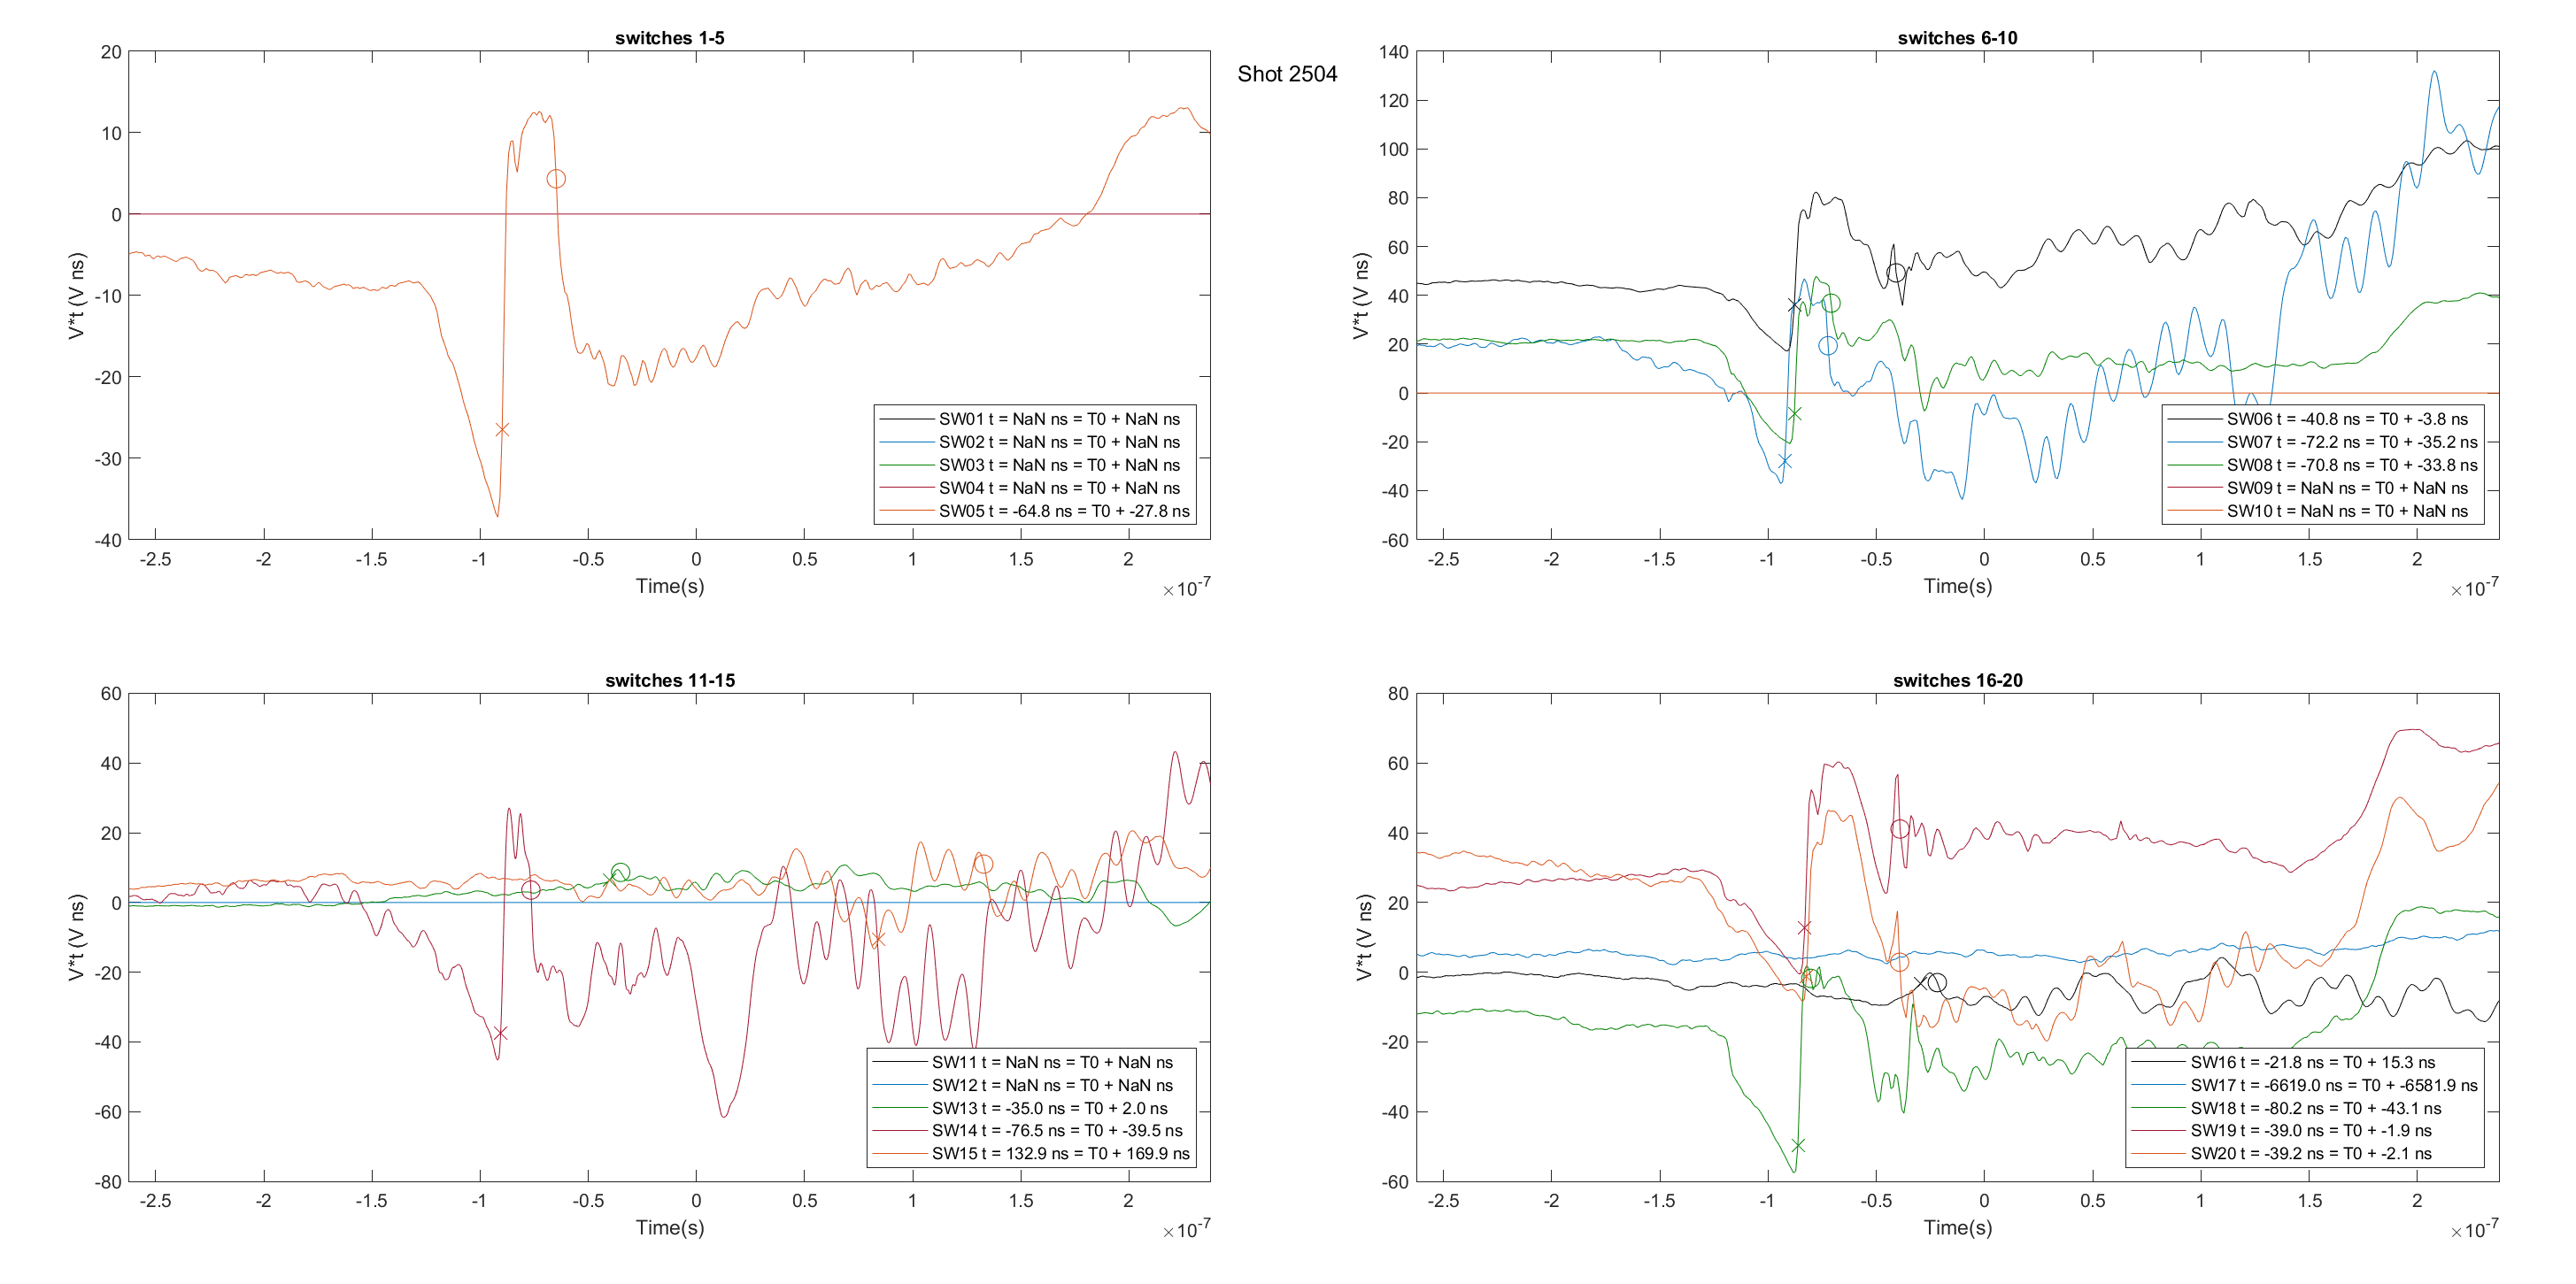 Shot 2504
switches 1-5
20
10
0
-10
-20
-30
-40
V*t (V ns)
-2.5 -2 -1.5 -1 -0.5 0 0.5 1 1.5 2
Time(s)
×10-7
SW01 t = NaN ns = T0 + NaN ns
SW02 t = NaN ns = T0 + NaN ns
SW03 t = NaN ns = T0 + NaN ns
SW04 t = NaN ns = T0 + NaN ns
SW05 t = -64.8 ns = T0 + -27.8 ns
switches 6-10
140
120
100
80
60
40
20
0
-20
-40
-60
V*t (V ns)
-2.5 -2 -1.5 -1 -0.5 0 0.5 1 1.5 2
Time(s)
×10-7
SW06 t = -40.8 ns = T0 + -3.8 ns
SW07 t = -72.2 ns = T0 + -35.2 ns
SW08 t = -70.8 ns = T0 + -33.8 ns
SW09 t = NaN ns = T0 + NaN ns
SW10 t = NaN ns = T0 + NaN ns
switches 11-15
60
40
20
0
-20
-40
-60
-80
V*t (V ns)
-2.5 -2 -1.5 -1 -0.5 0 0.5 1 1.5 2
Time(s)
×10-7
SW11 t = NaN ns = T0 + NaN ns
SW12 t = NaN ns = T0 + NaN ns
SW13 t = -35.0 ns = T0 + 2.0 ns
SW14 t = -76.5 ns = T0 + -39.5 ns
SW15 t = 132.9 ns = T0 + 169.9 ns
switches 16-20
80
60
40
20
0
-20
-40
-60
V*t (V ns)
-2.5 -2 -1.5 -1 -0.5 0 0.5 1 1.5 2
Time(s)
×10-7
SW16 t = -21.8 ns = T0 + 15.3 ns
SW17 t = -6619.0 ns = T0 + -6581.9 ns
SW18 t = -80.2 ns = T0 + -43.1 ns
SW19 t = -39.0 ns = T0 + -1.9 ns
SW20 t = -39.2 ns = T0 + -2.1 ns